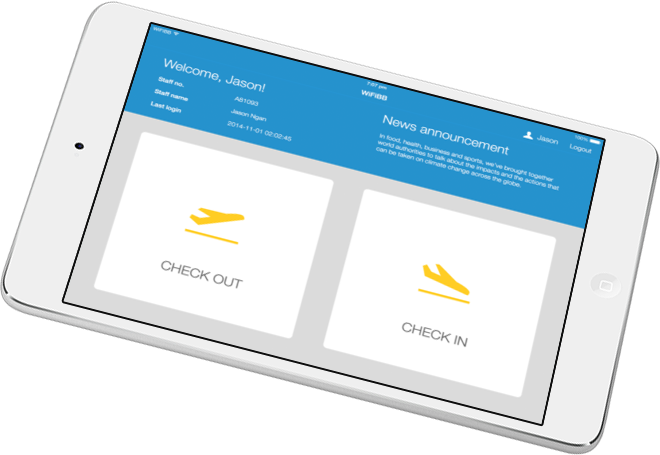 WiFiBB
7:57 pm
100%
WiFiBB
Jason
Logout
Welcome, Jason!
Staff no. A81093
Staff name Jason Ngan
Last login 2014-11-01 02:02:45
News announcement
In food, health, business and sports, we've brought together
world authorities to talk about the impacts and the actions that
can be taken on climate change across the globe.
CHECK OUT
CHECK IN